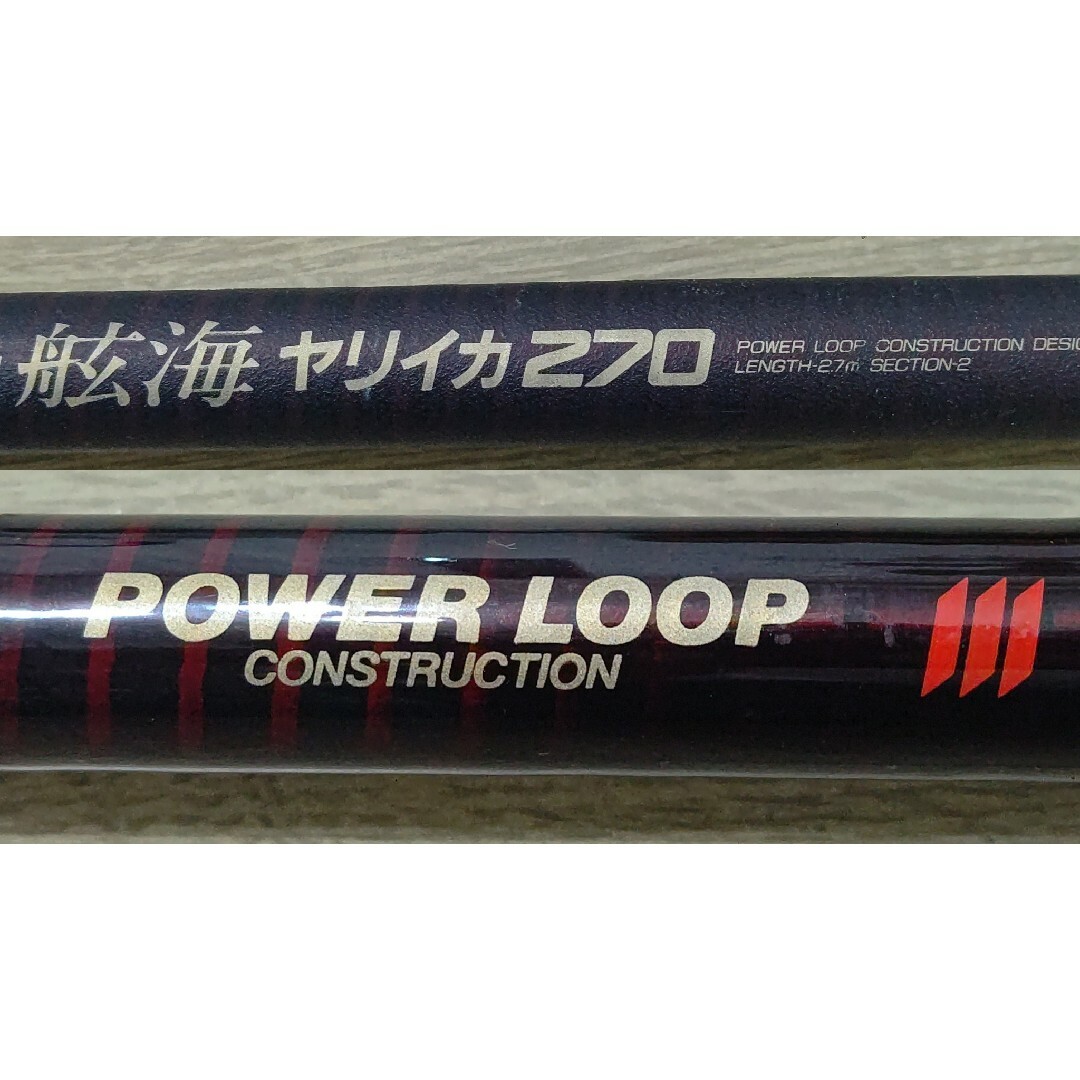 舷海 ヤリイカ270
POWER LOOP CONSTRUCTION
LENGTH-2.7m SECTION-2
POWER LOOP
CONSTRUCTION